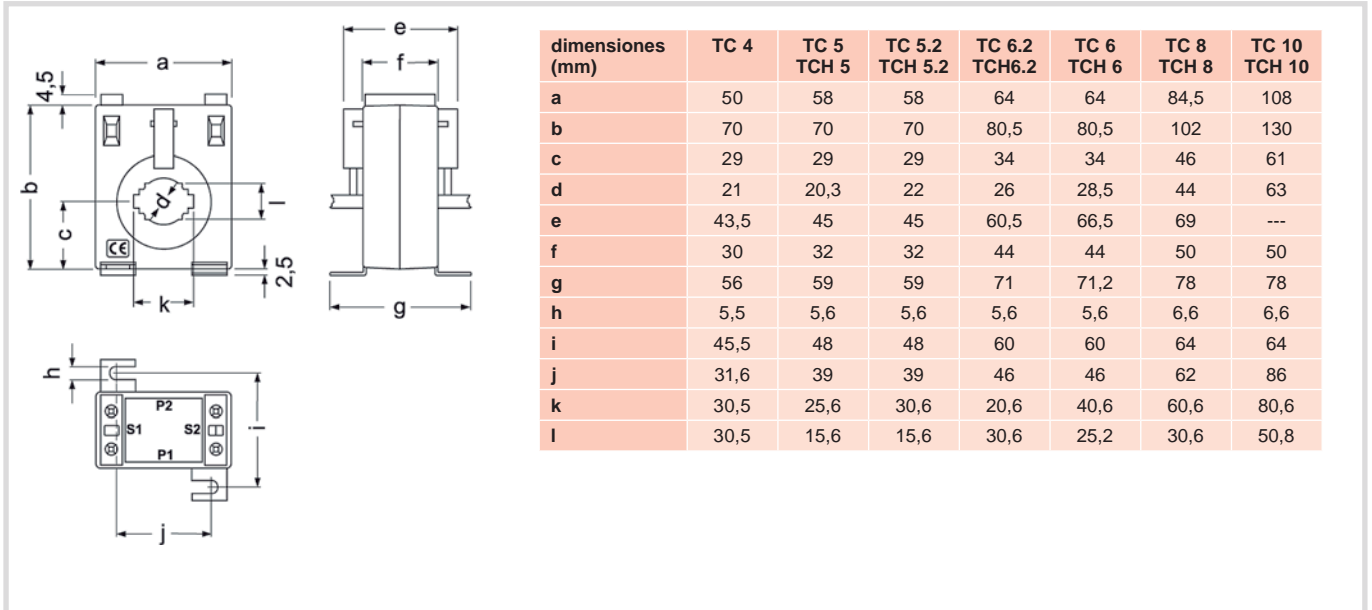 e
a
f
4,5
b
c
d
l
CE
2,5
k
g
h
P2
S1 S2
P1
i
j
dimensiones (mm) TC 4 TC 5 TCH 5 TC 5.2 TCH 5.2 TC 6.2 TCH6.2 TC 6 TCH 6 TC 8 TCH 8 TC 10 TCH 10
a 50 58 58 64 64 84,5 108
b 70 70 70 80,5 80,5 102 130
c 29 29 29 34 34 46 61
d 21 20,3 22 26 28,5 44 63
e 43,5 45 45 60,5 66,5 69 ---
f 30 32 32 44 44 50 50
g 56 59 59 71 71,2 78 78
h 5,5 5,6 5,6 5,6 5,6 6,6 6,6
i 45,5 48 48 60 60 64 64
j 31,6 39 39 46 46 62 86
k 30,5 25,6 30,6 20,6 40,6 60,6 80,6
l 30,5 15,6 15,6 30,6 25,2 30,6 50,8